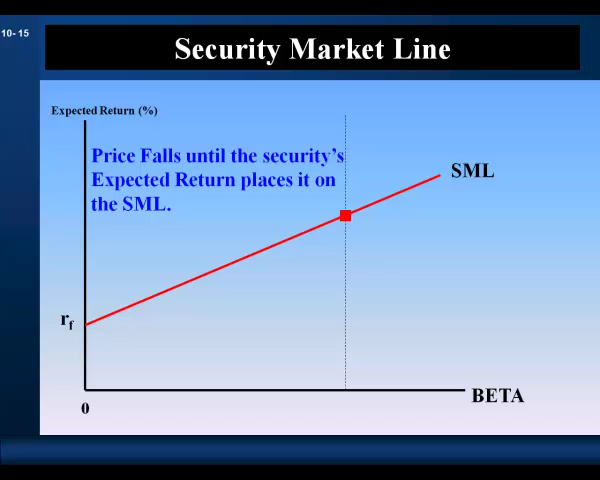 10- 15
Security Market Line
Expected Return (%)
Price Falls until the security's
Expected Return places it on
the SML.
SML
rf
BETA
0